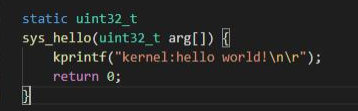 static uint32_t
sys_hello(uint32_t arg[]) {
    kprintf("kernel:hello world!\n\r");
    return 0;
}